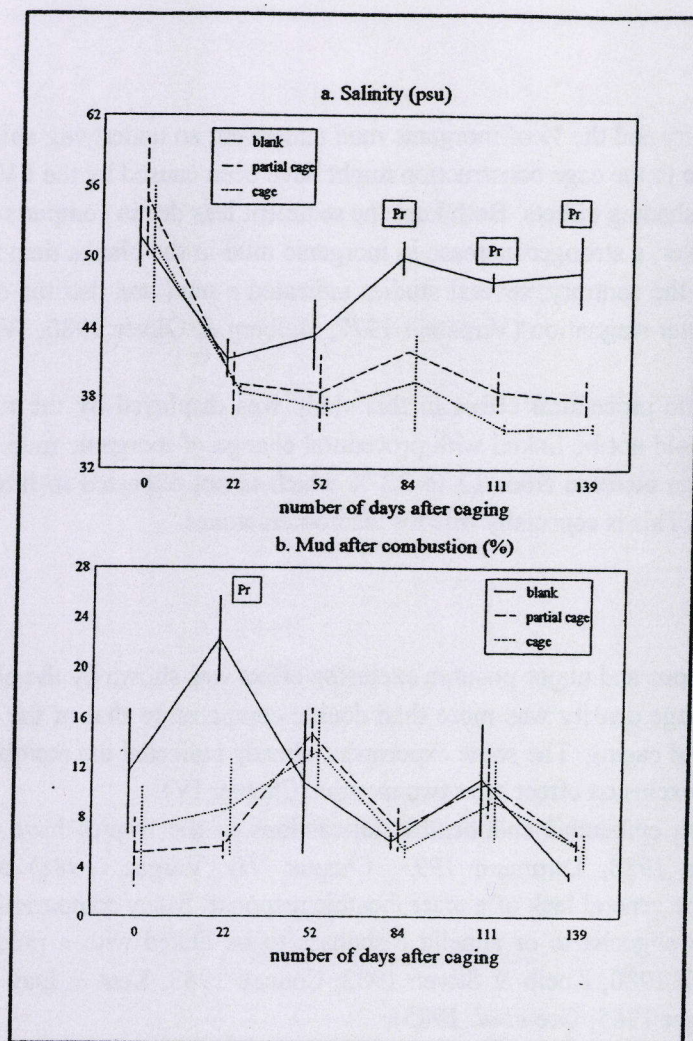 a. Salinity (psu)
62
56
50
44
38
32
blank
partial cage
cage
Pr
Pr
Pr
0 22 52 84 111 139
number of days after caging
b. Mud after combustion (%)
28
24
20
16
12
8
4
0
Pr
blank
partial cage
cage
0 22 52 84 111 139
number of days after caging